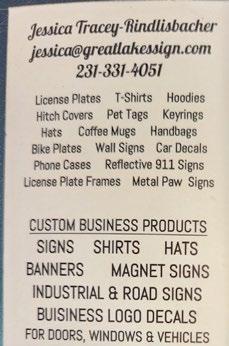 Jessica Tracey-Rindlisbacher
jessica@greatlakessign.com
231-331-4051
License Plates T-Shirts Hoodies
Hitch Covers Pet Tags Keyrings
Hats Coffee Mugs Handbags
Bike Plates Wall Signs Car Decals
Phone Cases Reflective 911 Signs
License Plate Frames Metal Paw Signs
CUSTOM BUSINESS PRODUCTS
SIGNS SHIRTS HATS
BANNERS MAGNET SIGNS
INDUSTRIAL & ROAD SIGNS
BUISINESS LOGO DECALS
FOR DOORS, WINDOWS & VEHICLES